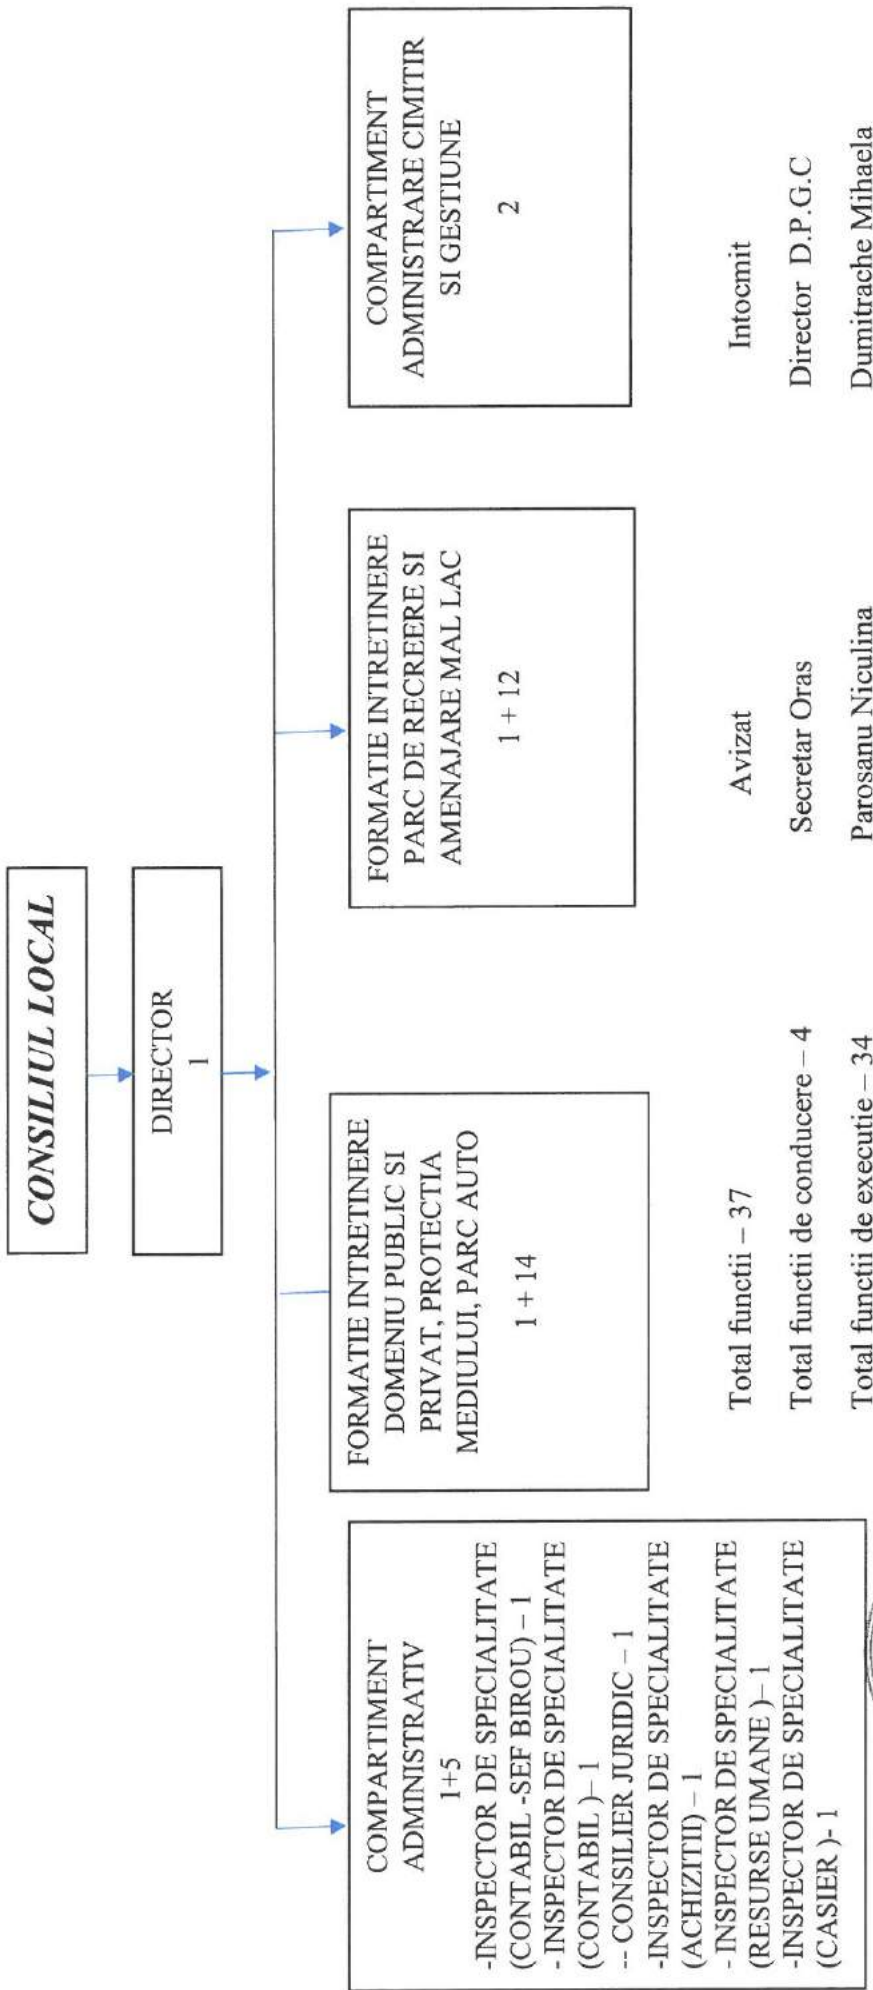 CONSILIUL LOCAL
DIRECTOR
1
COMPARTIMENT
ADMINISTRATIV
1+5
-INSPECTOR DE SPECIALITATE
(CONTABIL -SEF BIROU) – 1
- INSPECTOR DE SPECIALITATE
(CONTABIL )– 1
-- CONSILIER JURIDIC – 1
-INSPECTOR DE SPECIALITATE
(ACHIZITII) – 1
- INSPECTOR DE SPECIALITATE
(RESURSE UMANE )– 1
-INSPECTOR DE SPECIALITATE
(CASIER )- 1
FORMATIE INTRETINERE
DOMENIU PUBLIC SI
PRIVAT, PROTECTIA
MEDIULUI, PARC AUTO
1 + 14
FORMATIE INTRETINERE
PARC DE RECREERE SI
AMENAJARE MAL LAC
1 + 12
COMPARTIMENT
ADMINISTRARE CIMITIR
SI GESTIUNE
2
Total functii – 37
Total functii de conducere – 4
Total functii de executie – 34
Avizat
Secretar Oras
Parosanu Niculina
Intocmit
Director D.P.G.C
Dumitrache Mihaela